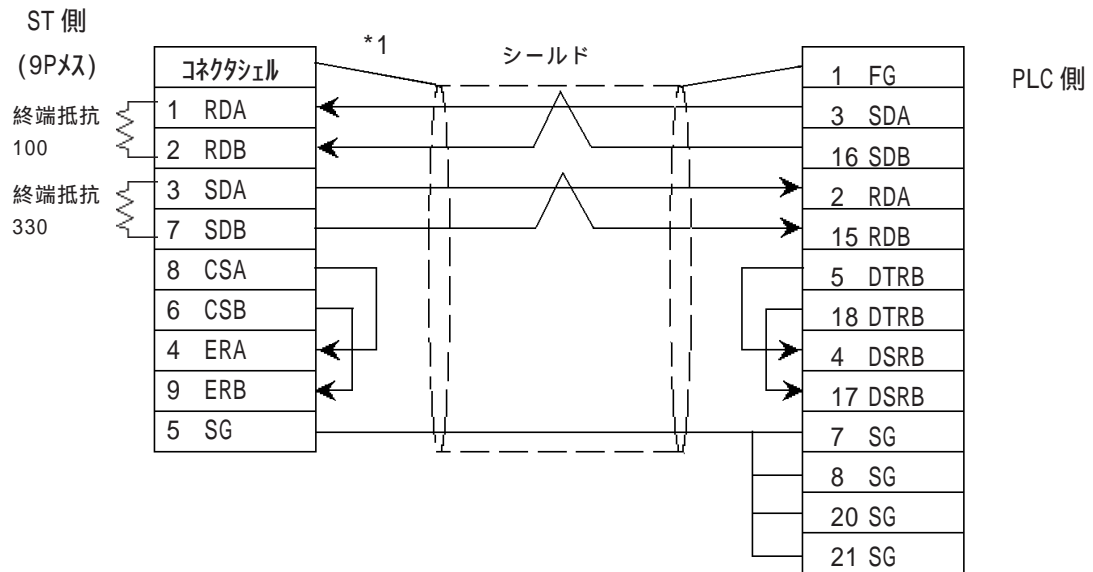 ST 側
(9Pメス)
*1
シールド
PLC 側
コネクタシェル
終端抵抗
100
終端抵抗
330
1 RDA
2 RDB
3 SDA
7 SDB
8 CSA
6 CSB
4 ERA
9 ERB
5 SG
1 FG
3 SDA
16 SDB
2 RDA
15 RDB
5 DTRB
18 DTRB
4 DSRB
17 DSRB
7 SG
8 SG
20 SG
21 SG